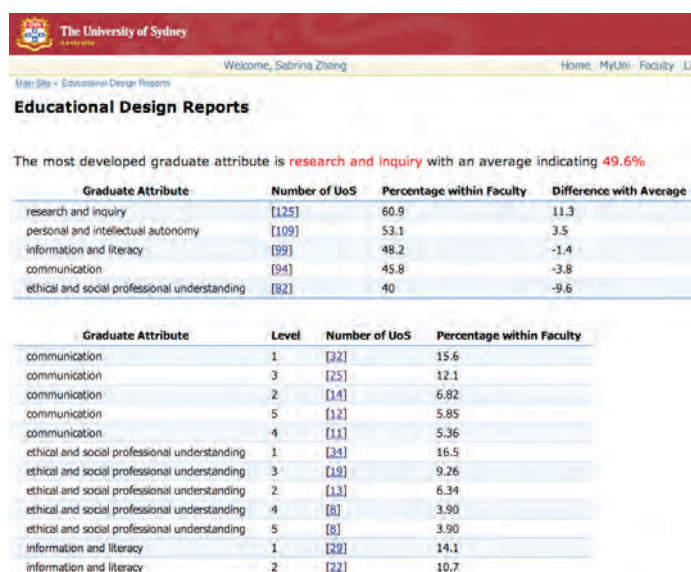 The University of Sydney
Australia
Welcome, Sabrina Zhang
Home MyUni Faculty
Main Site » Educational Design Reports
Educational Design Reports
The most developed graduate attribute is research and inquiry with an average indicating 49.6%
Graduate Attribute Number of UoS Percentage within Faculty Difference with Average
research and inquiry [125] 60.9 11.3
personal and intellectual autonomy [109] 53.1 3.5
information and literacy [99] 48.2 -1.4
communication [94] 45.8 -3.8
ethical and social professional understanding [82] 40 -9.6
Graduate Attribute Level Number of UoS Percentage within Faculty
communication 1 [32] 15.6
communication 3 [25] 12.1
communication 2 [14] 6.82
communication 5 [12] 5.85
communication 4 [11] 5.36
ethical and social professional understanding 1 [34] 16.5
ethical and social professional understanding 3 [19] 9.26
ethical and social professional understanding 2 [13] 6.34
ethical and social professional understanding 4 [8] 3.90
ethical and social professional understanding 5 [8] 3.90
information and literacy 1 [29] 14.1
information and literacy 2 [22] 10.7